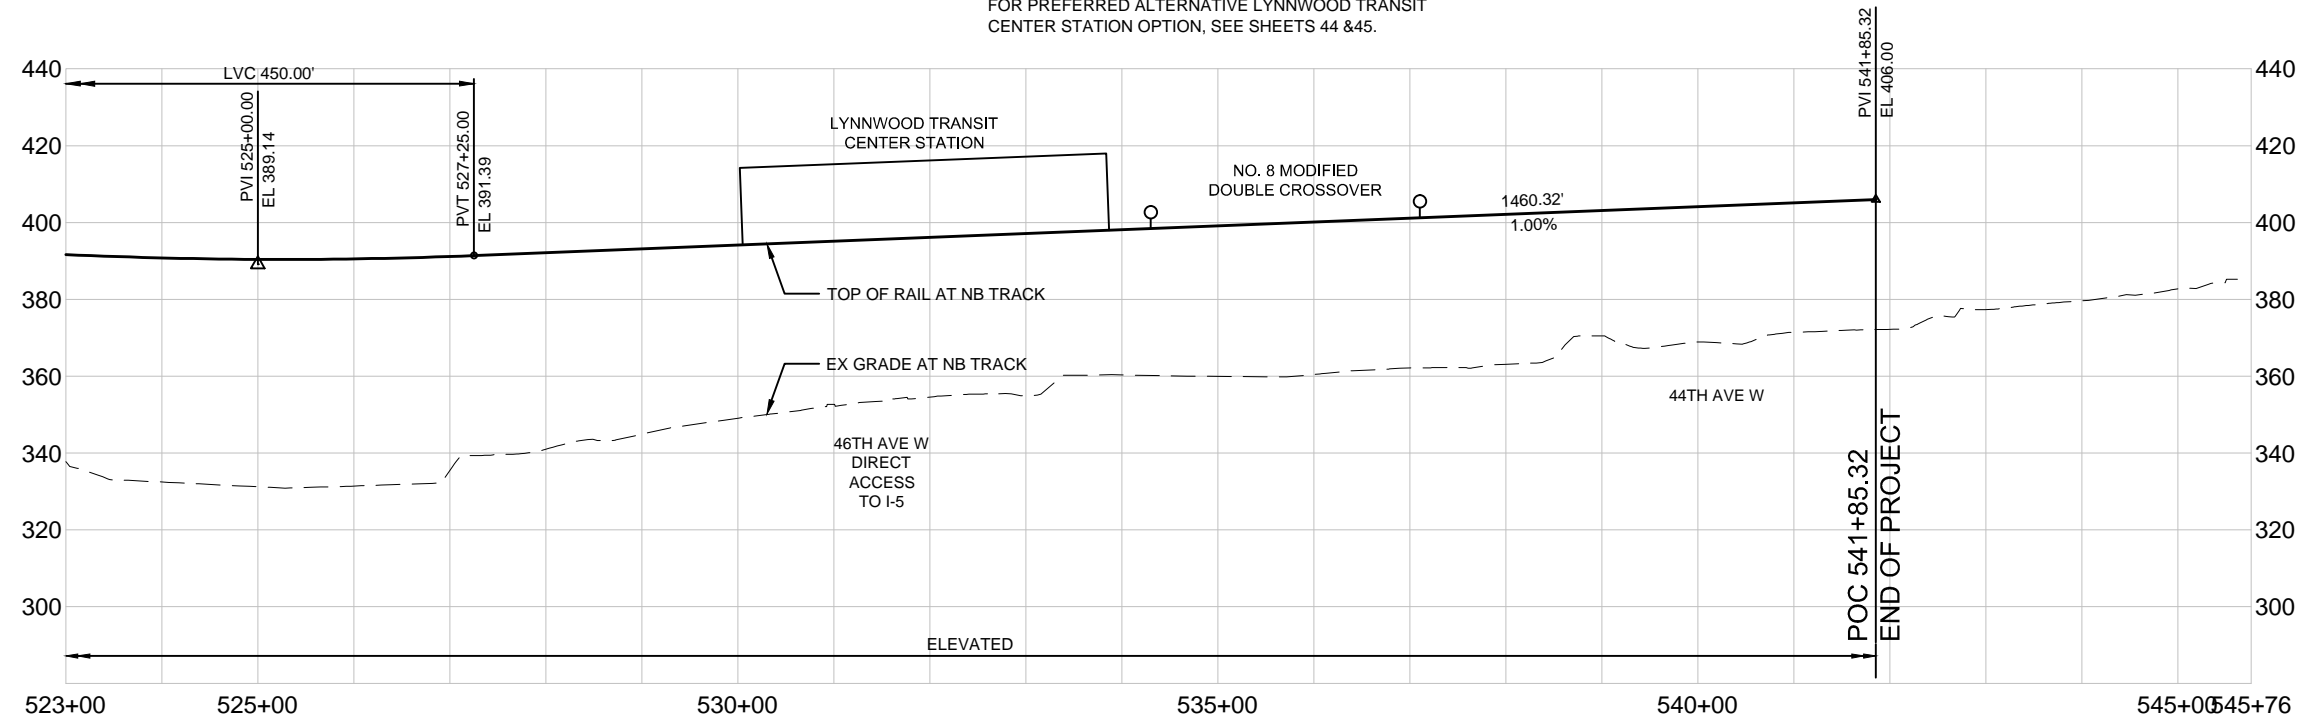 FOR PREFERRED ALTERNATIVE LYNNWOOD TRANSIT
CENTER STATION OPTION, SEE SHEETS 44 &45.
440
LVC 450.00'
PVI 525+00.00
EL 389.14
PVT 527+25.00
EL 391.39
LYNNWOOD TRANSIT
CENTER STATION
NO. 8 MODIFIED
DOUBLE CROSSOVER
1460.32'
1.00%
PVI 541+85.32
EL 406.00
440
420
420
400
400
TOP OF RAIL AT NB TRACK
380
380
EX GRADE AT NB TRACK
360
360
44TH AVE W
46TH AVE W
DIRECT
ACCESS
TO I-5
340
340
320
320
300
300
POC 541+85.32
END OF PROJECT
ELEVATED
523+00
525+00
530+00
535+00
540+00
545+00
545+76